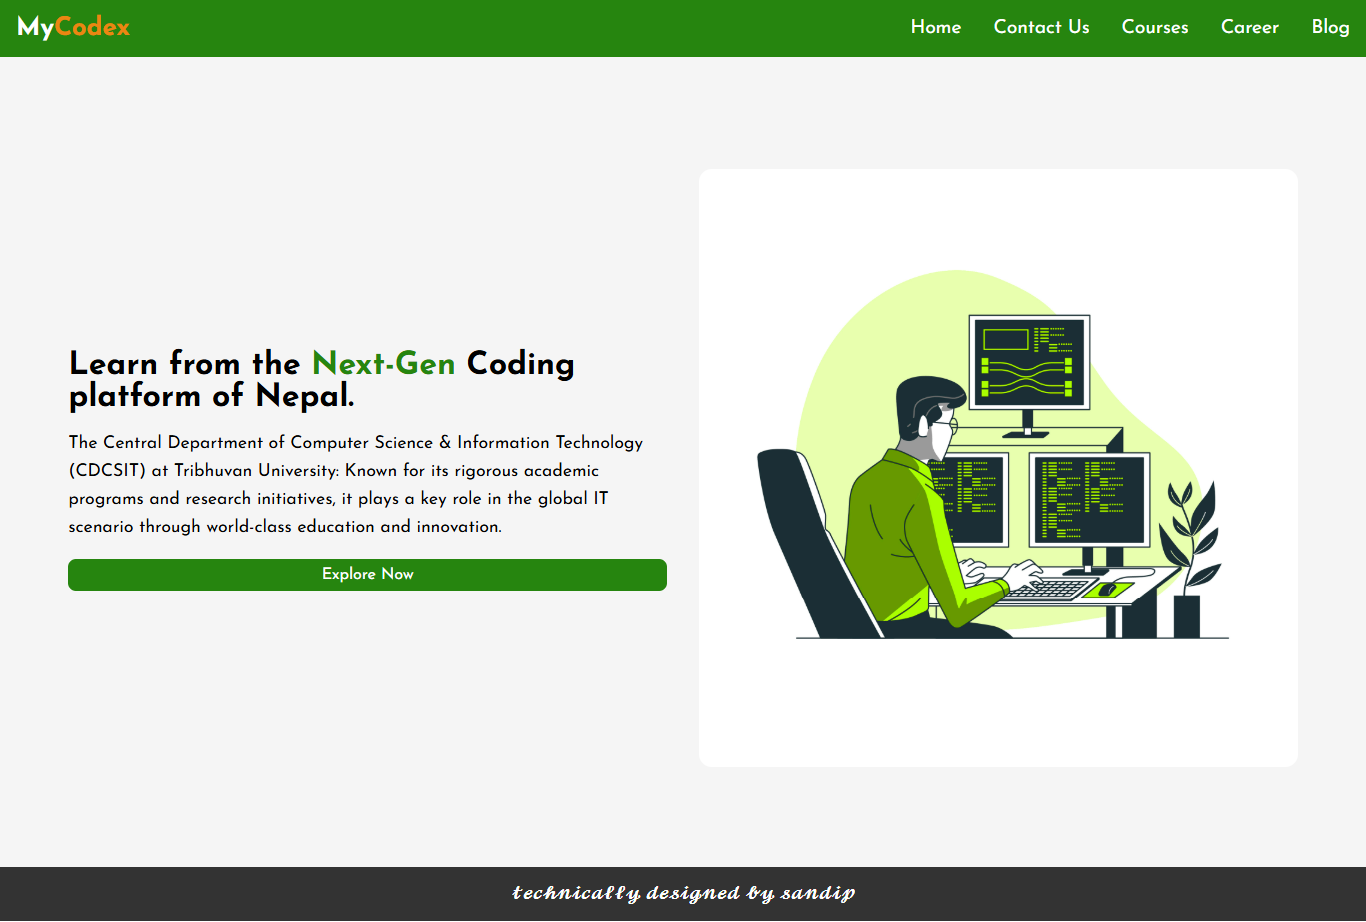 MyCodex
Home Contact Us Courses Career Blog
Learn from the Next-Gen Coding
platform of Nepal.
The Central Department of Computer Science & Information Technology
(CDCSIT) at Tribhuvan University: Known for its rigorous academic
programs and research initiatives, it plays a key role in the global IT
scenario through world-class education and innovation.
Explore Now
technically designed by sandip